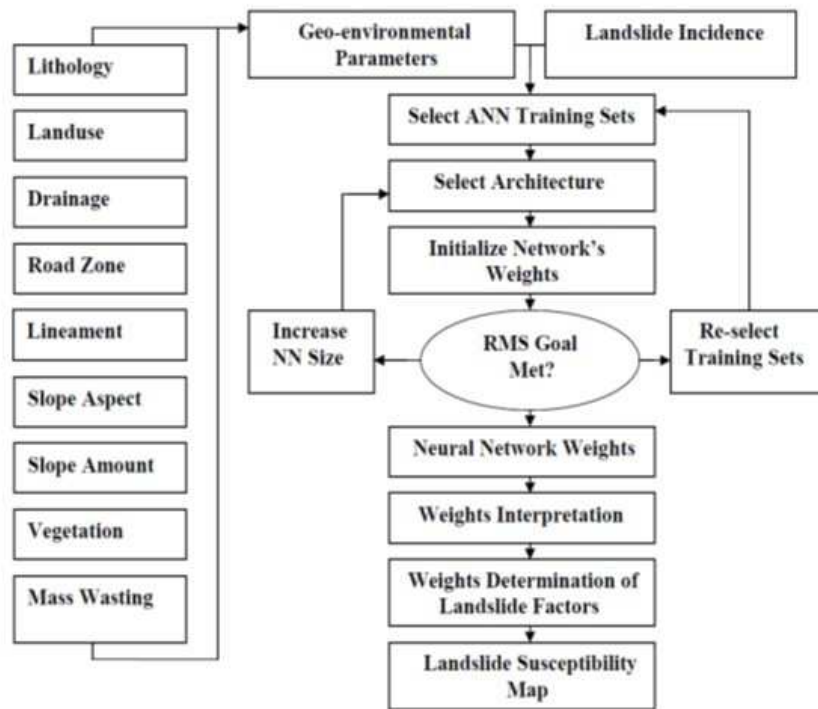 Lithology
Landuse
Drainage
Road Zone
Lineament
Slope Aspect
Slope Amount
Vegetation
Mass Wasting
Geo-environmental
Parameters
Landslide Incidence
Select ANN Training Sets
Select Architecture
Initialize Network's
Weights
Increase
NN Size
RMS Goal
Met?
Re-select
Training Sets
Neural Network Weights
Weights Interpretation
Weights Determination of
Landslide Factors
Landslide Susceptibility
Map